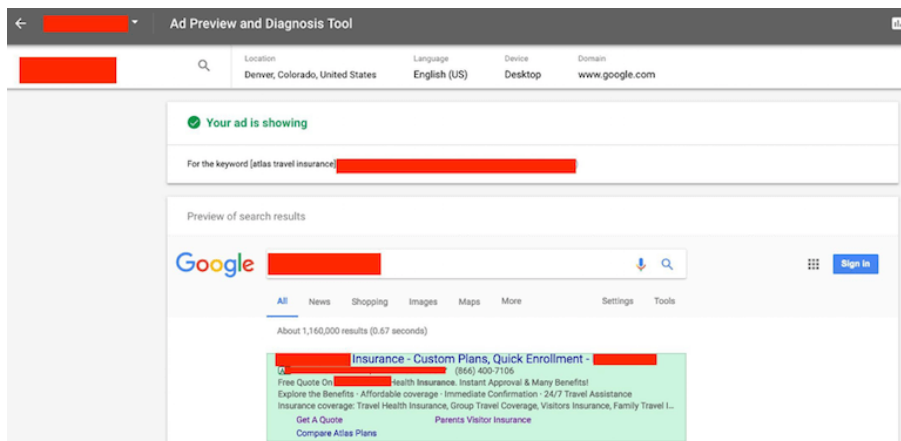 Ad Preview and Diagnosis Tool
Location Language Device Domain
Denver, Colorado, United States English (US) Desktop www.google.com
Your ad is showing
For the keyword [atlas travel insurance]
Preview of search results
Google Sign in
All News Shopping Images Maps More Settings Tools
About 1,160,000 results (0.67 seconds)
Insurance - Custom Plans, Quick Enrollment -
(866) 400-7106
Free Quote On Health Insurance. Instant Approval & Many Benefits!
Explore the Benefits · Affordable coverage · Immediate Confirmation · 24/7 Travel Assistance
Insurance coverage: Travel Health Insurance, Group Travel Coverage, Visitors Insurance, Family Travel I...
Get A Quote Parents Visitor Insurance
Compare Atlas Plans